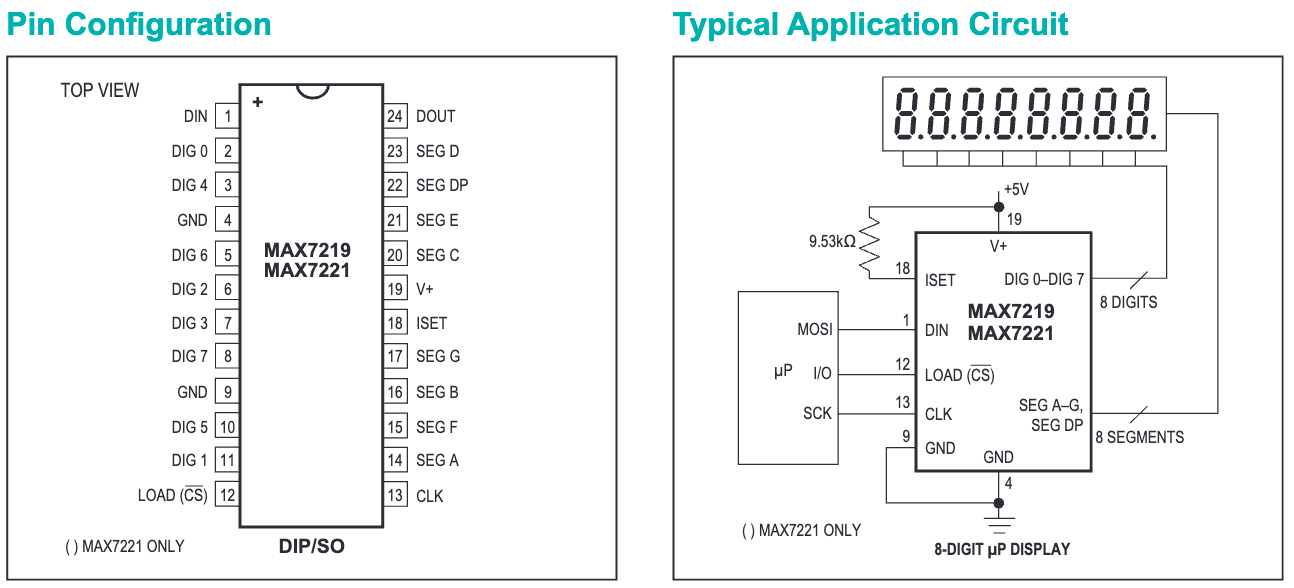 Pin Configuration
TOP VIEW
+
DIN 1
DIG 0 2
DIG 4 3
GND 4
DIG 6 5
DIG 2 6
DIG 3 7
DIG 7 8
GND 9
DIG 5 10
DIG 1 11
LOAD (C̅S̅) 12
MAX7219
MAX7221
24 DOUT
23 SEG D
22 SEG DP
21 SEG E
20 SEG C
19 V+
18 ISET
17 SEG G
16 SEG B
15 SEG F
14 SEG A
13 CLK
( ) MAX7221 ONLY
DIP/SO
Typical Application Circuit
8.8.8.8.8.8.8.8.
+5V
19
9.53kΩ
V+
18 ISET
DIG 0–DIG 7
8 DIGITS
MAX7219
MAX7221
MOSI
1 DIN
µP
I/O
12 LOAD (C̅S̅)
SCK
13 CLK
SEG A–G,
SEG DP
8 SEGMENTS
9 GND
GND
4
( ) MAX7221 ONLY
8-DIGIT µP DISPLAY